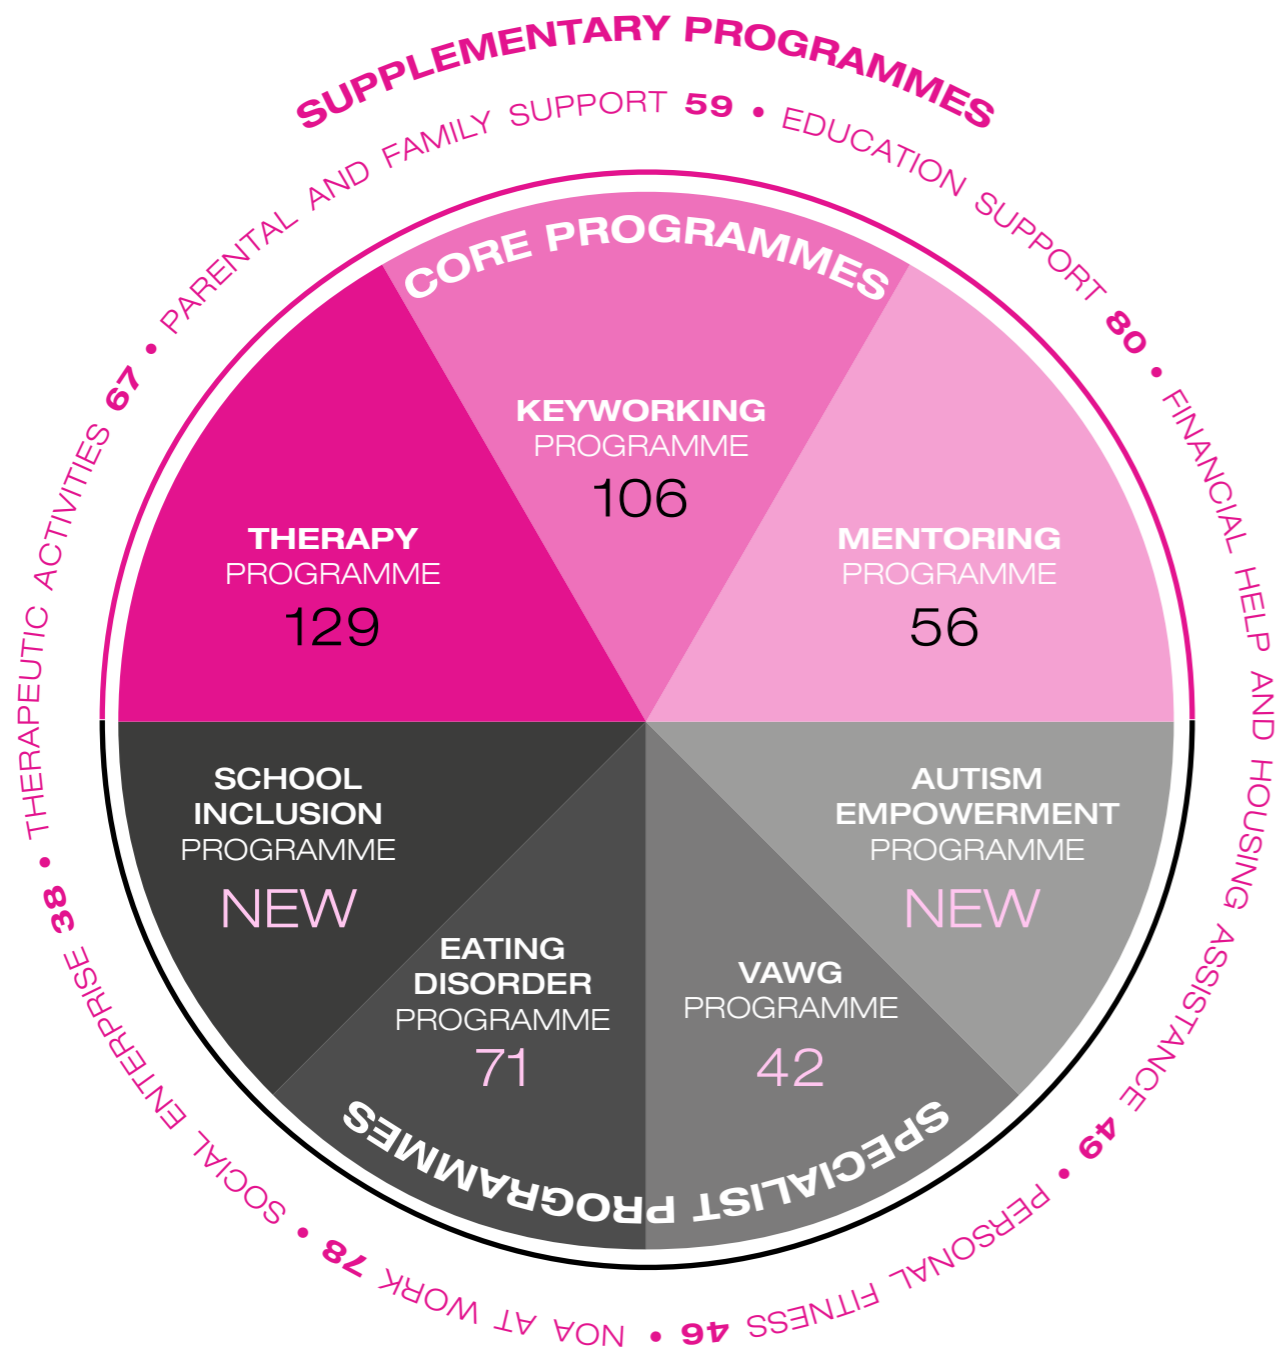 SUPPLEMENTARY PROGRAMMES
PARENTAL AND FAMILY SUPPORT 59 • EDUCATION SUPPORT 80 • FINANCIAL HELP AND HOUSING ASSISTANCE 49 • PERSONAL FITNESS 46 • NOA AT WORK 78 • SOCIAL ENTERPRISE 38 • THERAPEUTIC ACTIVITIES 67 •
CORE PROGRAMMES
KEYWORKING
PROGRAMME
106
THERAPY
PROGRAMME
129
MENTORING
PROGRAMME
56
SCHOOL
INCLUSION
PROGRAMME
NEW
AUTISM
EMPOWERMENT
PROGRAMME
NEW
EATING
DISORDER
PROGRAMME
71
VAWG
PROGRAMME
42
SPECIALIST PROGRAMMES